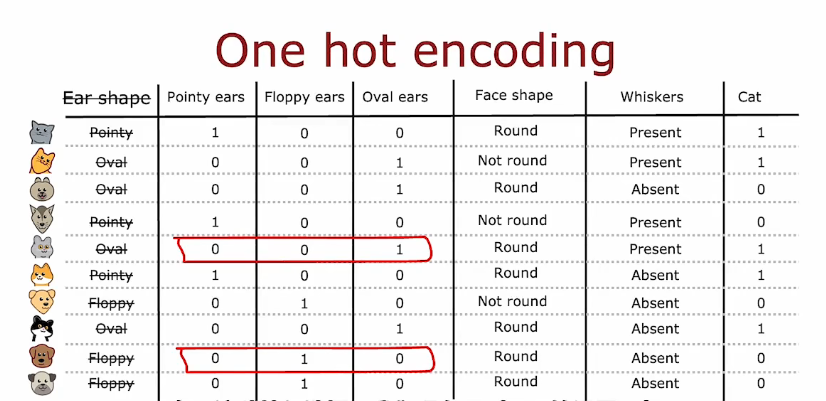 One hot encoding
Ear shape Pointy ears Floppy ears Oval ears Face shape Whiskers Cat
Pointy 1 0 0 Round Present 1
Oval 0 0 1 Not round Present 1
Oval 0 0 1 Round Absent 0
Pointy 1 0 0 Not round Present 0
Oval 0 0 1 Round Present 1
Pointy 1 0 0 Round Absent 1
Floppy 0 1 0 Not round Absent 0
Oval 0 0 1 Round Absent 1
Floppy 0 1 0 Round Absent 0
Floppy 0 1 0 Round Absent 0